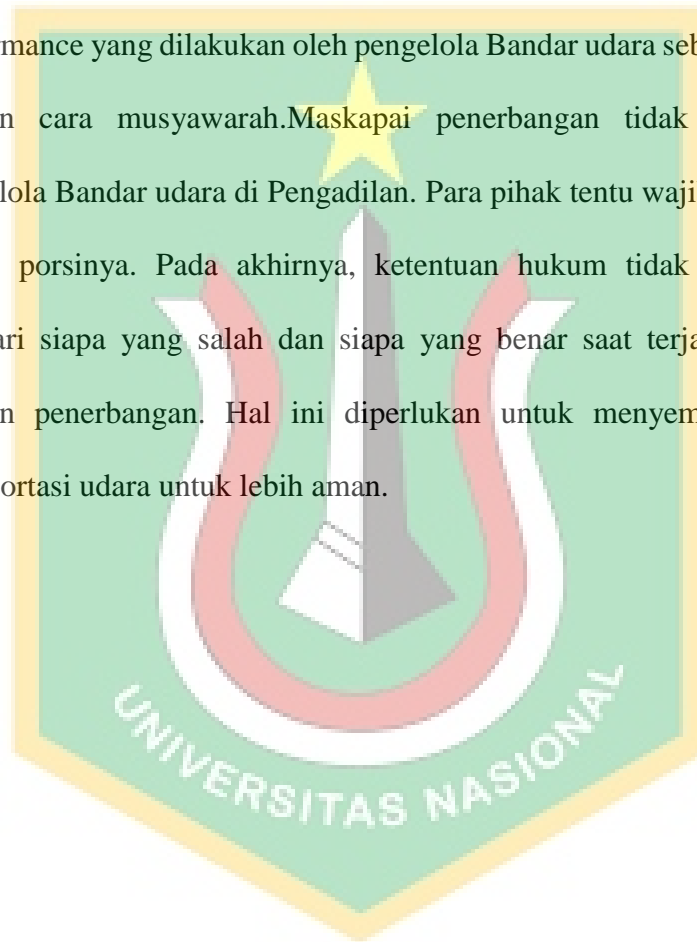 rmance yang dilakukan oleh pengelola Bandar udara seb
n cara musyawarah.Maskapai penerbangan tidak
lola Bandar udara di Pengadilan. Para pihak tentu waji
porsinya. Pada akhirnya, ketentuan hukum tidak
ari siapa yang salah dan siapa yang benar saat terja
n penerbangan. Hal ini diperlukan untuk menyem
ortasi udara untuk lebih aman.
UNIVERSITAS NASIONAL